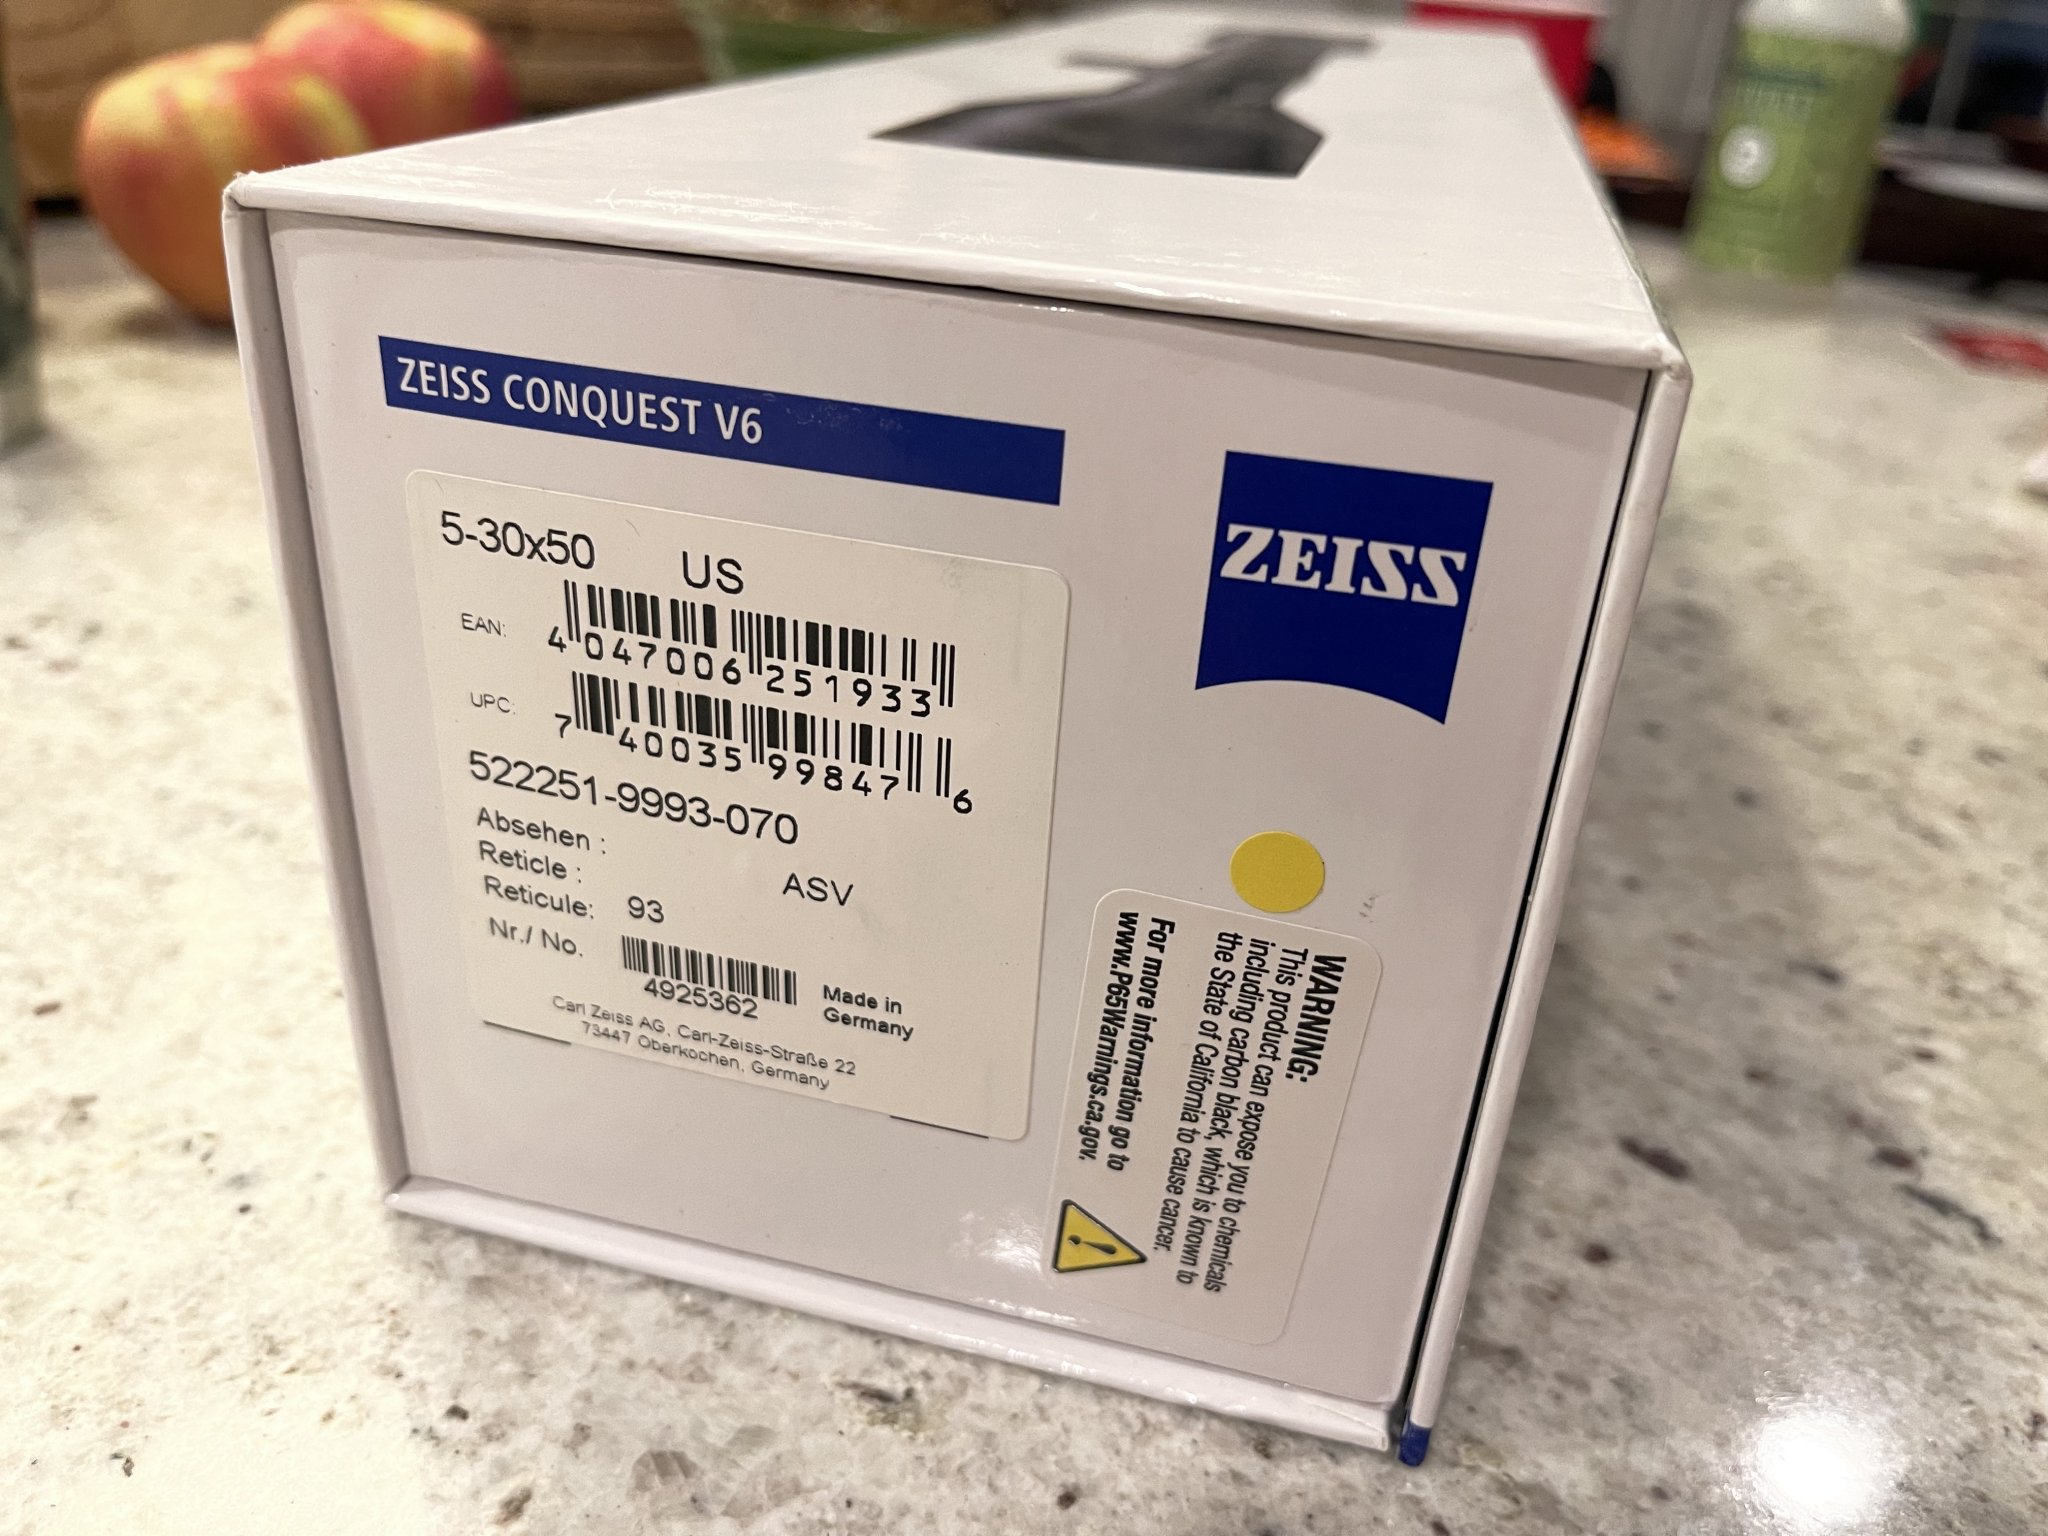 ZEISS CONQUEST V6
ZEISS
5-30x50 US
EAN:
4 047006 251933
UPC:
7 40035 99847 6
522251-9993-070
Absehen :
Reticle : ASV
Reticule: 93
Nr./ No.
4925362
Made in
Germany
Carl Zeiss AG, Carl-Zeiss-Straße 22
73447 Oberkochen, Germany
WARNING:
This product can expose you to chemicals
including carbon black, which is known to
the State of California to cause cancer.
For more information go to
www.P65Warnings.ca.gov.